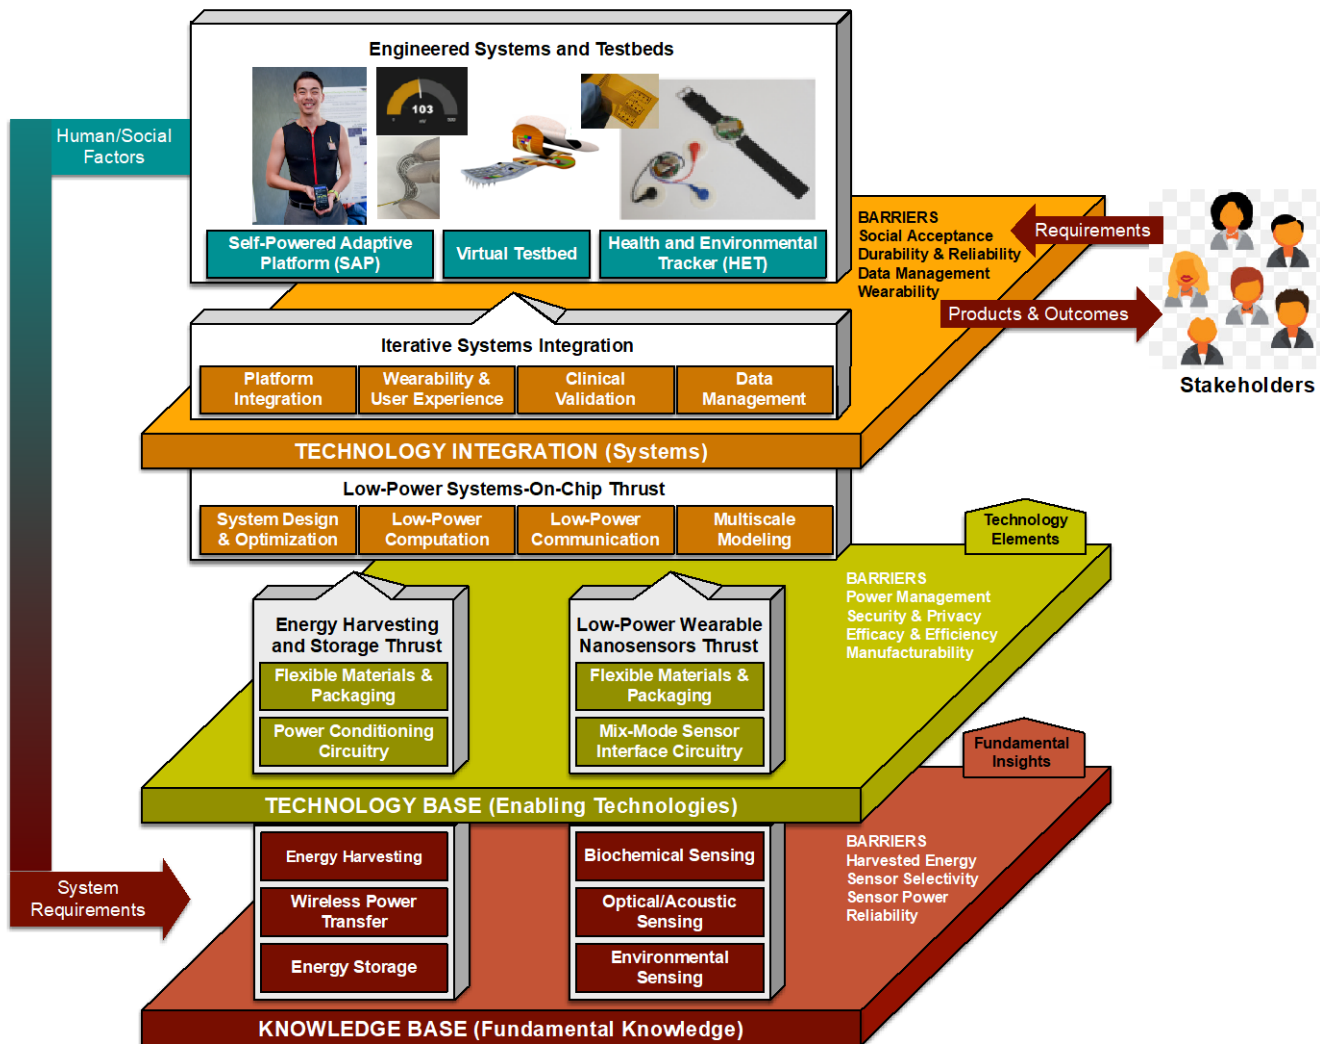 Engineered Systems and Testbeds
103
Human/Social
Factors
Self-Powered Adaptive
Platform (SAP)
Virtual Testbed
Health and Environmental
Tracker (HET)
BARRIERS
Social Acceptance
Durability & Reliability
Data Management
Wearability
Requirements
Products & Outcomes
Stakeholders
Iterative Systems Integration
Platform
Integration
Wearability &
User Experience
Clinical
Validation
Data
Management
TECHNOLOGY INTEGRATION (Systems)
Low-Power Systems-On-Chip Thrust
System Design
& Optimization
Low-Power
Computation
Low-Power
Communication
Multiscale
Modeling
Technology
Elements
BARRIERS
Power Management
Security & Privacy
Efficacy & Efficiency
Manufacturability
Energy Harvesting
and Storage Thrust
Flexible Materials &
Packaging
Power Conditioning
Circuitry
Low-Power Wearable
Nanosensors Thrust
Flexible Materials &
Packaging
Mix-Mode Sensor
Interface Circuitry
Fundamental
Insights
TECHNOLOGY BASE (Enabling Technologies)
BARRIERS
Harvested Energy
Sensor Selectivity
Sensor Power
Reliability
Energy Harvesting
Wireless Power
Transfer
Energy Storage
Biochemical Sensing
Optical/Acoustic
Sensing
Environmental
Sensing
System
Requirements
KNOWLEDGE BASE (Fundamental Knowledge)